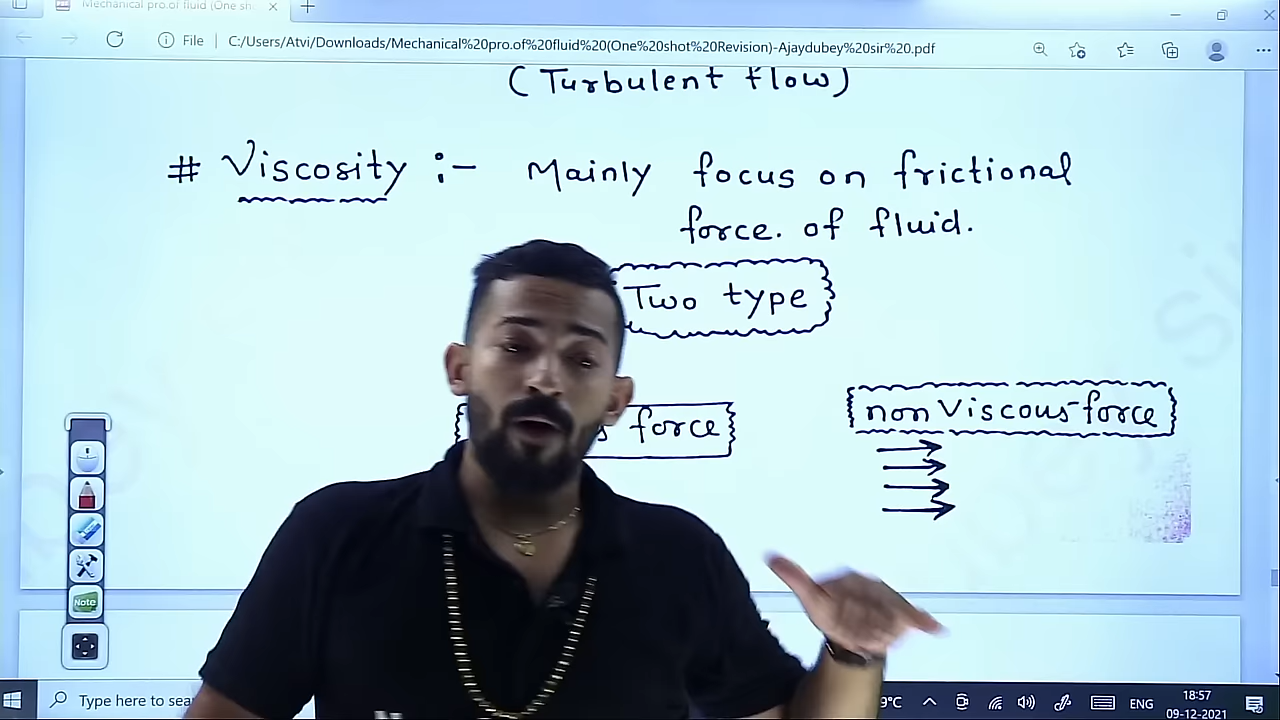 Mechanical pro.of fluid (One sh
File | C:/Users/Atvi/Downloads/Mechanical%20pro.of%20fluid%20(One%20shot%20Revision)-Ajaydubey%20sir%20.pdf
(Turbulent flow)
# Viscosity :- Mainly focus on frictional
force. of fluid.
Two type
force
non Viscous force
Note
Type here to sea
9°C
ENG
18:57
09-12-2021